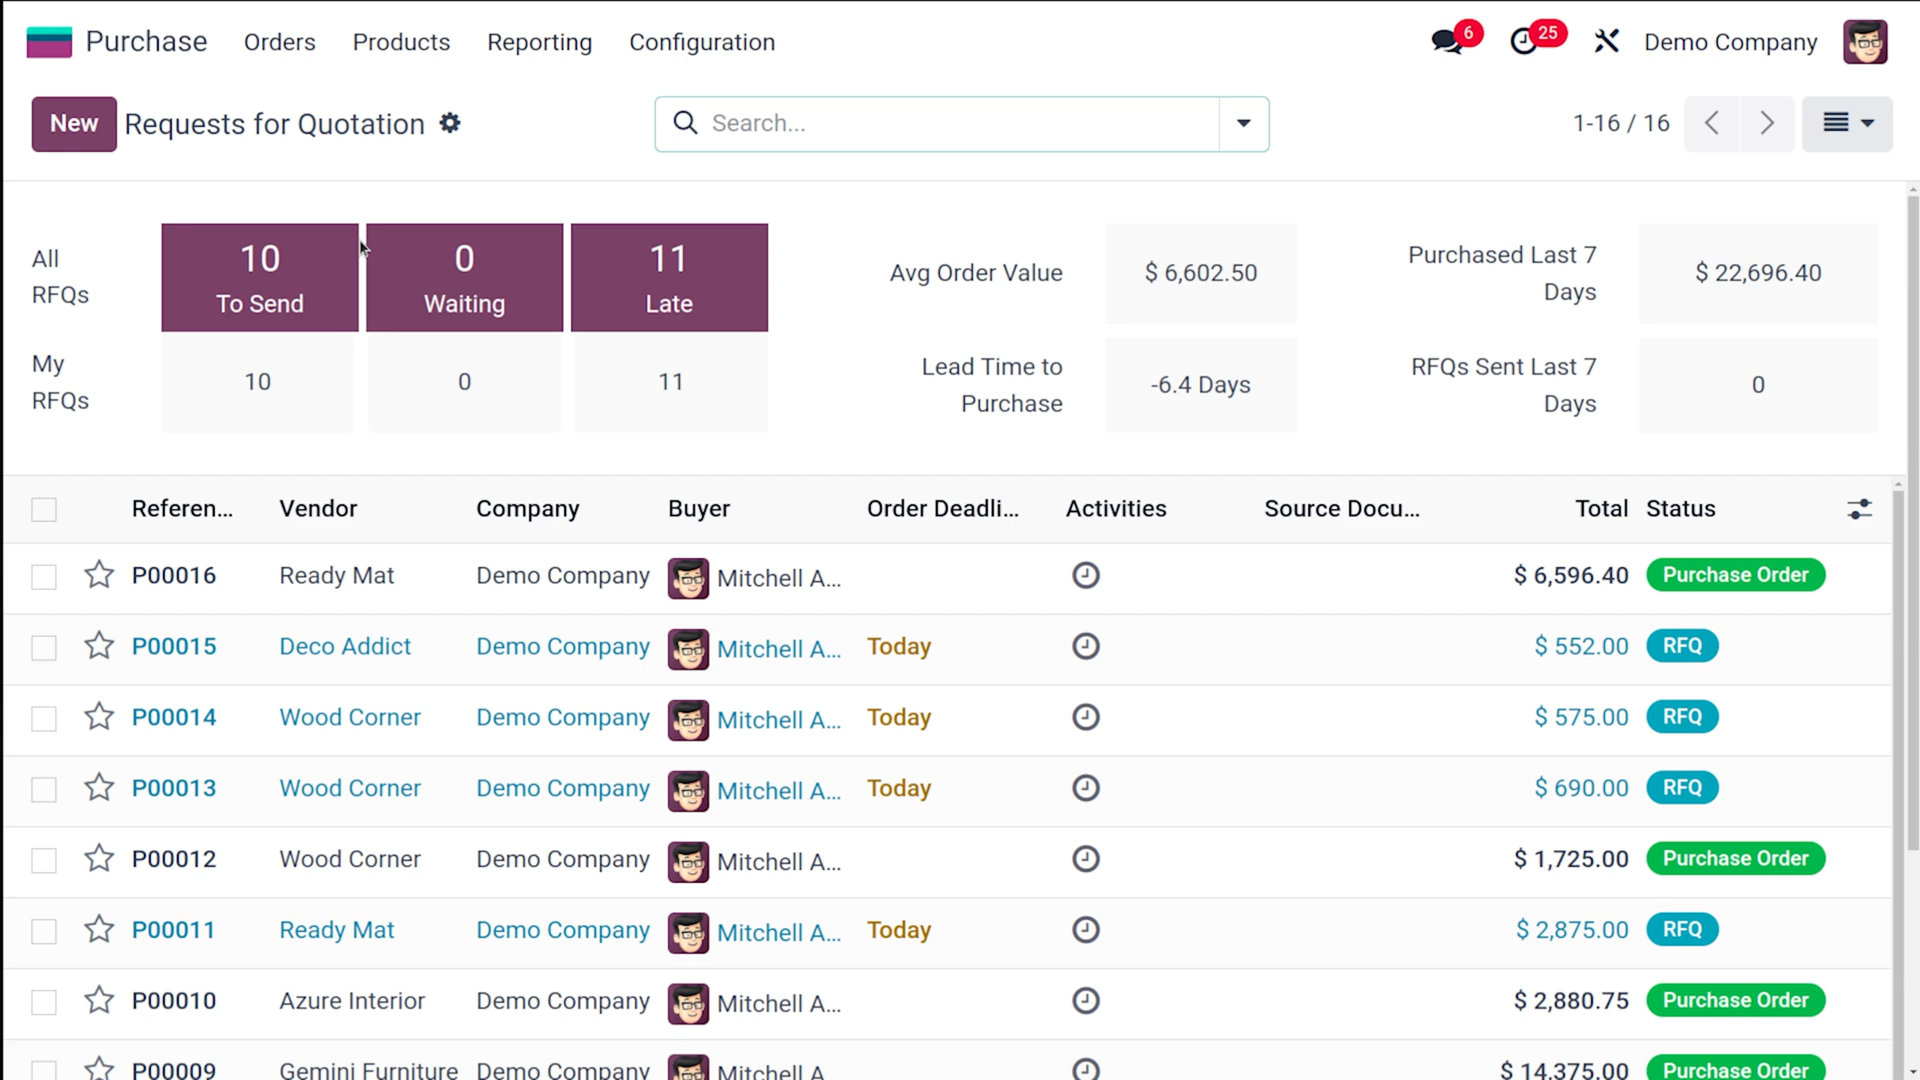 Purchase Orders Products Reporting Configuration 6 25 Demo Company
New Requests for Quotation Search... 1-16 / 16
All
RFQs
10
To Send
0
Waiting
11
Late
Avg Order Value $ 6,602.50
Purchased Last 7
Days
$ 22,696.40
My
RFQs
10 0 11
Lead Time to
Purchase
-6.4 Days
RFQs Sent Last 7
Days
0
Referen... Vendor Company Buyer Order Deadli... Activities Source Docu... Total Status
P00016 Ready Mat Demo Company Mitchell A... $ 6,596.40 Purchase Order
P00015 Deco Addict Demo Company Mitchell A... Today $ 552.00 RFQ
P00014 Wood Corner Demo Company Mitchell A... Today $ 575.00 RFQ
P00013 Wood Corner Demo Company Mitchell A... Today $ 690.00 RFQ
P00012 Wood Corner Demo Company Mitchell A... $ 1,725.00 Purchase Order
P00011 Ready Mat Demo Company Mitchell A... Today $ 2,875.00 RFQ
P00010 Azure Interior Demo Company Mitchell A... $ 2,880.75 Purchase Order
P00009 Gemini Furniture Demo Company Mitchell A $ 14,375.00 Purchase Order